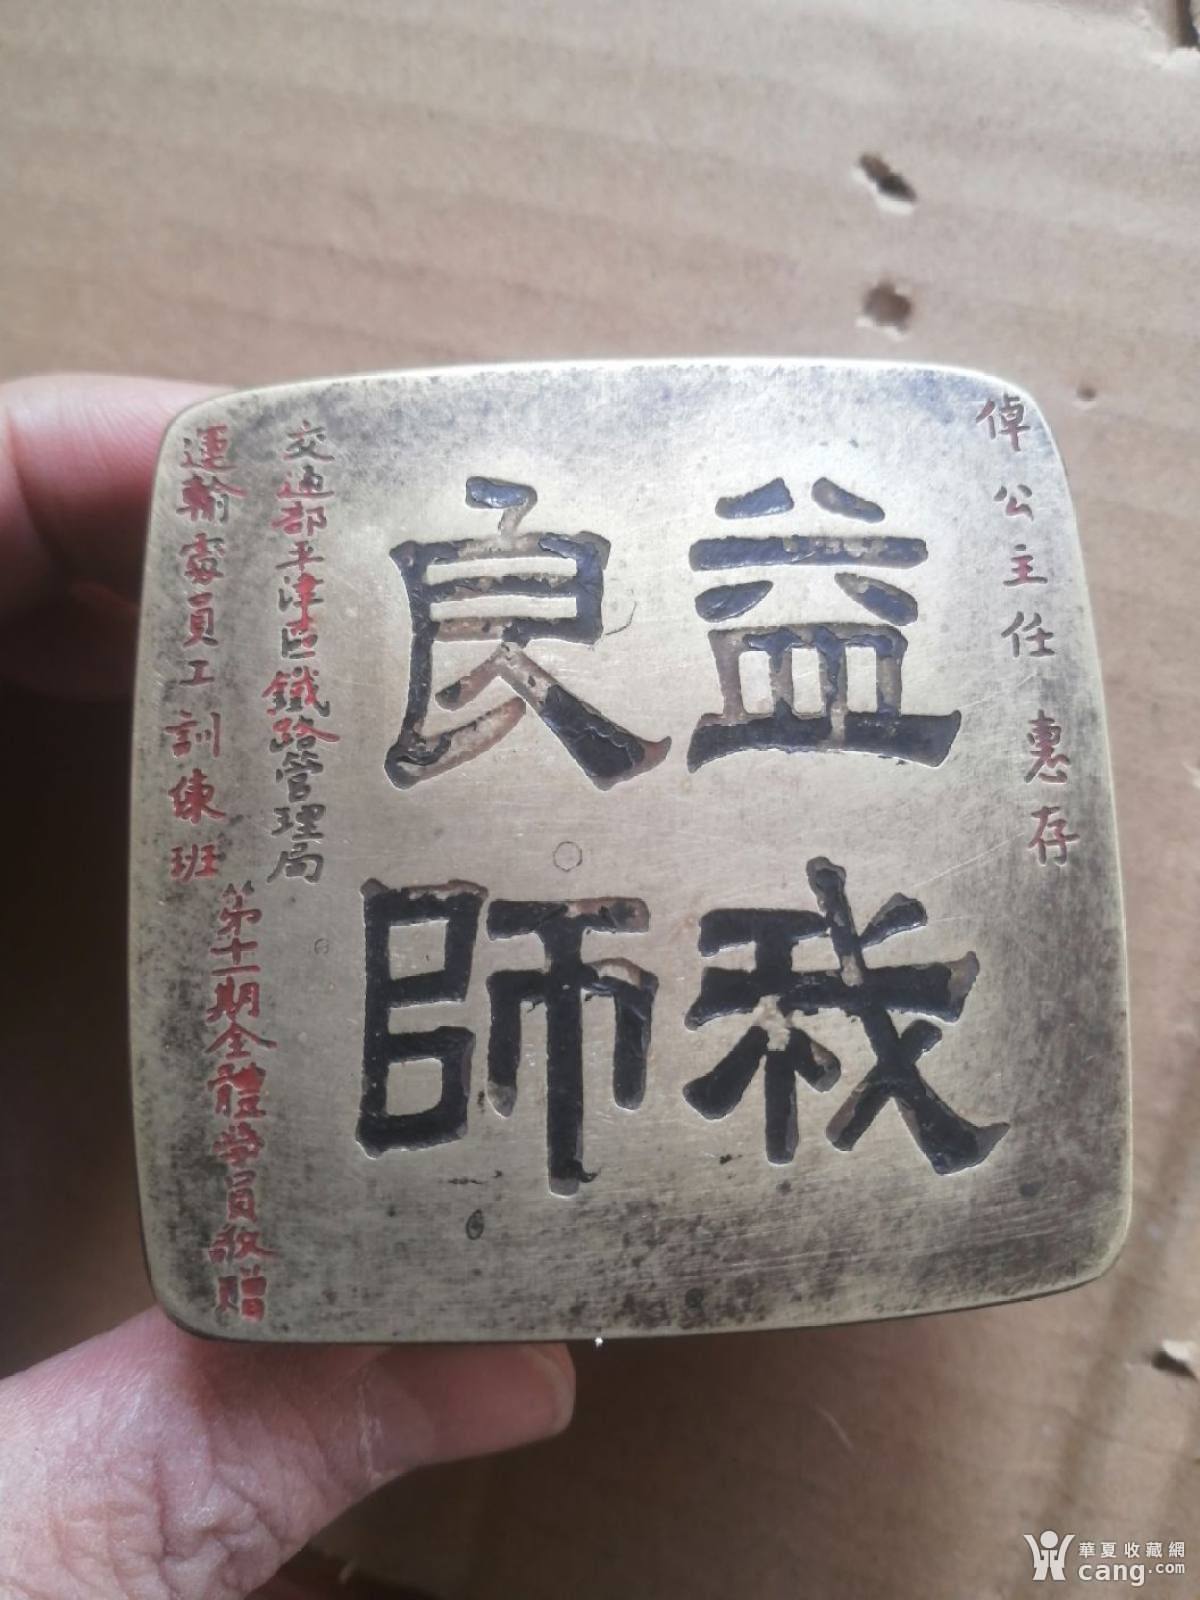 倬公主任惠存
益我
良師
交通部平津區鐵路管理局
運輸處員工訓練班
第十一期全體學員敬贈
華夏收藏網
cang.com